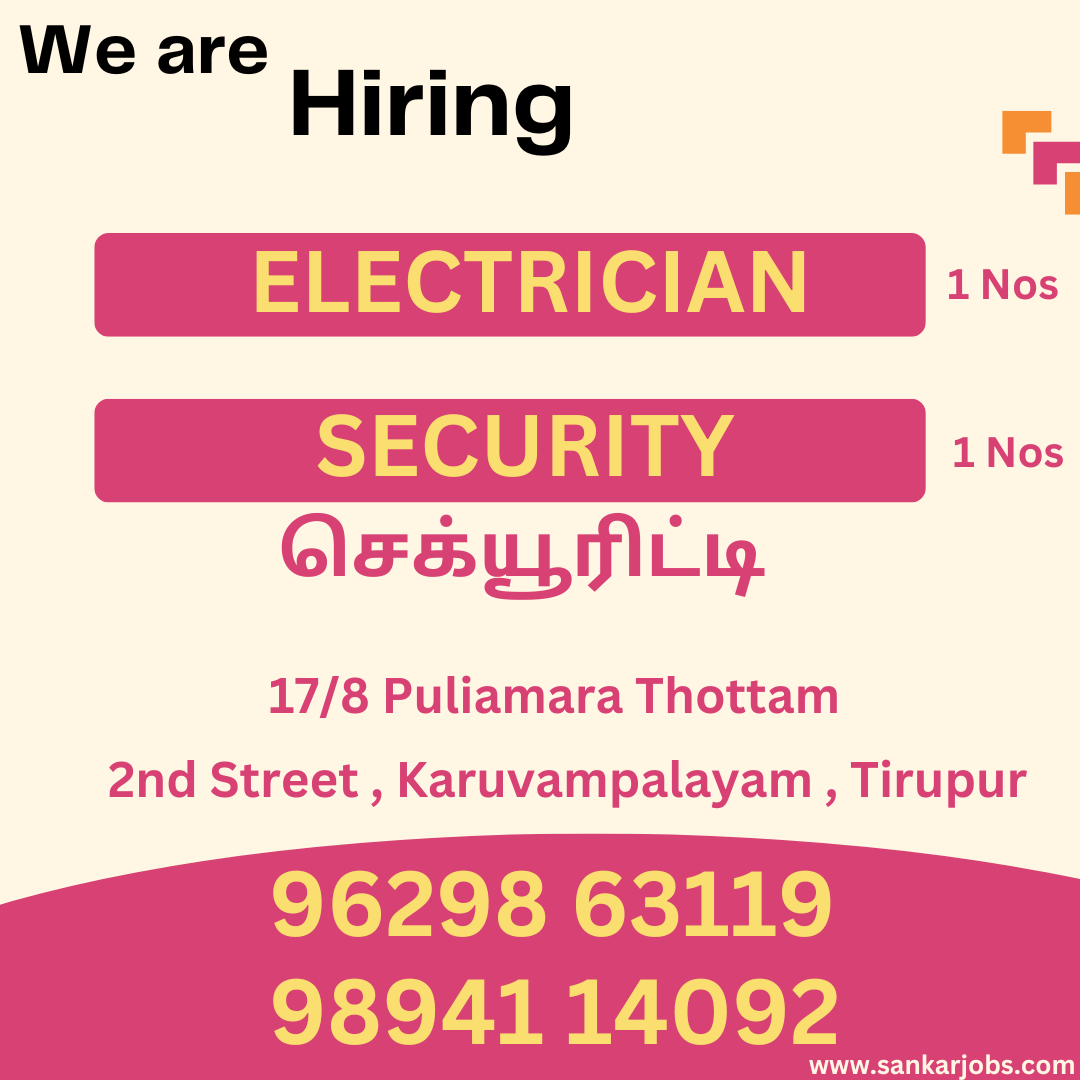 We are
Hiring
ELECTRICIAN
1 Nos
SECURITY
1 Nos
செக்யூரிட்டி
17/8 Puliamara Thottam
2nd Street , Karuvampalayam , Tirupur
96298 63119
98941 14092
www.sankarjobs.com